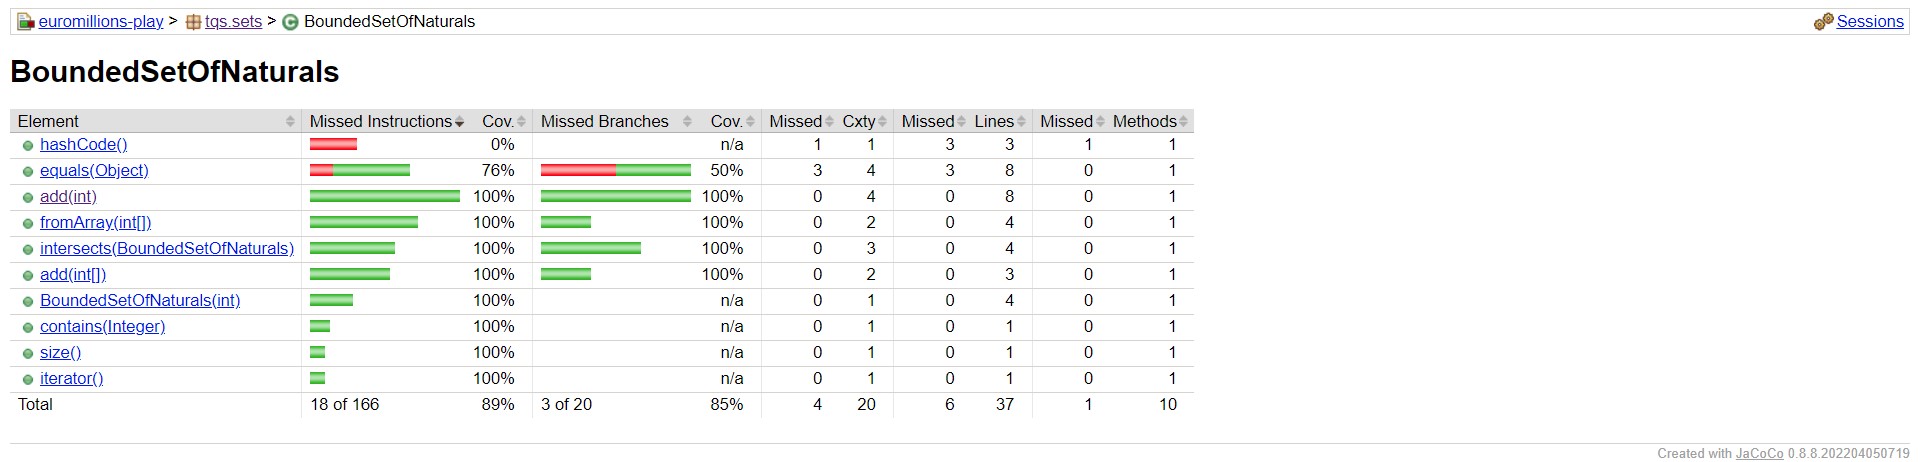 euromillions-play > tqs.sets > BoundedSetOfNaturals Sessions
BoundedSetOfNaturals
Element Missed Instructions Cov. Missed Branches Cov. Missed Cxty Missed Lines Missed Methods
hashCode() 0% n/a 1 1 3 3 1 1
equals(Object) 76% 50% 3 4 3 8 0 1
add(int) 100% 100% 0 4 0 8 0 1
fromArray(int[]) 100% 100% 0 2 0 4 0 1
intersects(BoundedSetOfNaturals) 100% 100% 0 3 0 4 0 1
add(int[]) 100% 100% 0 2 0 3 0 1
BoundedSetOfNaturals(int) 100% n/a 0 1 0 4 0 1
contains(Integer) 100% n/a 0 1 0 1 0 1
size() 100% n/a 0 1 0 1 0 1
iterator() 100% n/a 0 1 0 1 0 1
Total 18 of 166 89% 3 of 20 85% 4 20 6 37 1 10
Created with JaCoCo 0.8.8.202204050719